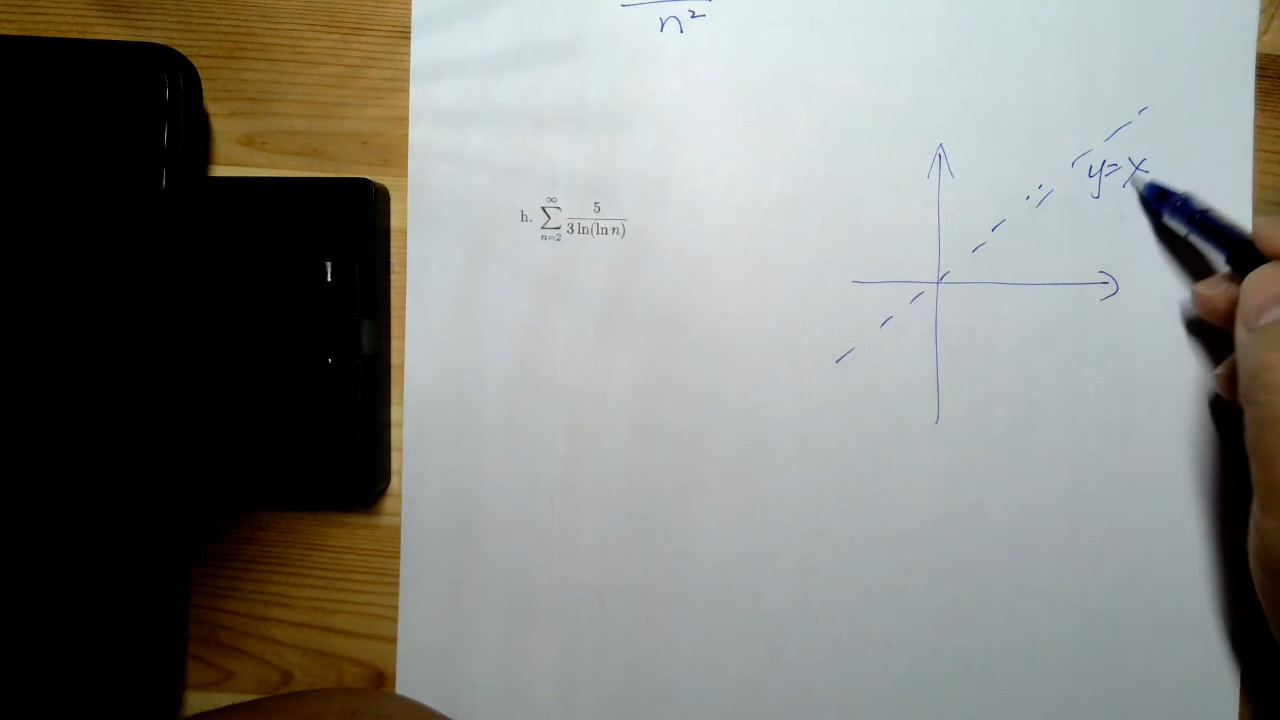 n²
h. ∑_{n=2}^{∞} 5/(3 ln(ln n))
y=x